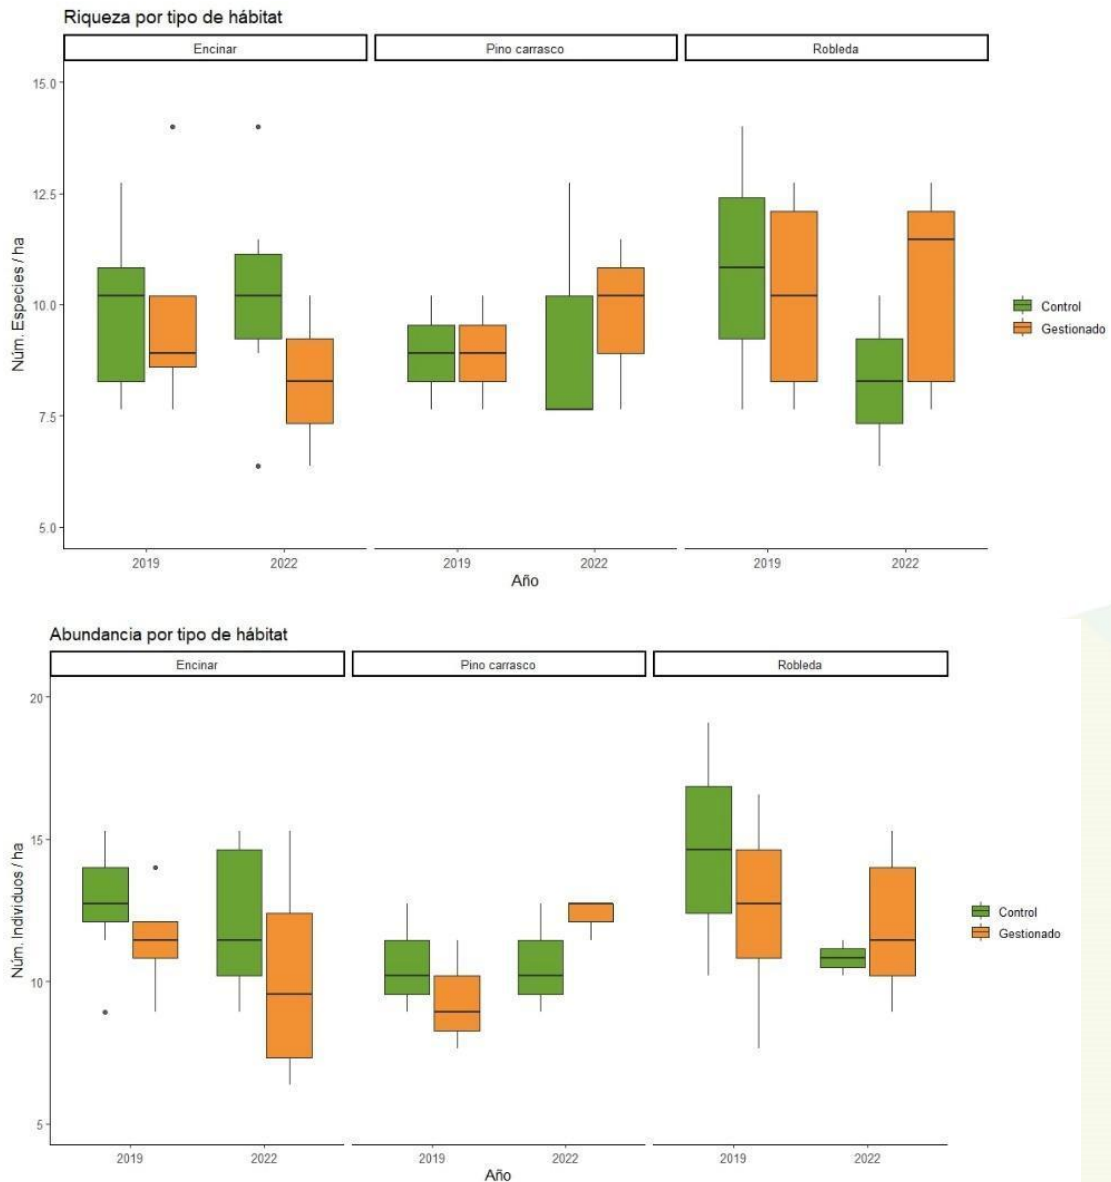 Riqueza por tipo de hábitat
Encinar
Pino carrasco
Robleda
15.0
12.5
10.0
7.5
5.0
Núm. Especies / ha
2019
2022
2019
2022
2019
2022
Año
Control
Gestionado
Abundancia por tipo de hábitat
Encinar
Pino carrasco
Robleda
20
15
10
5
Núm. Individuos / ha
2019
2022
2019
2022
2019
2022
Año
Control
Gestionado